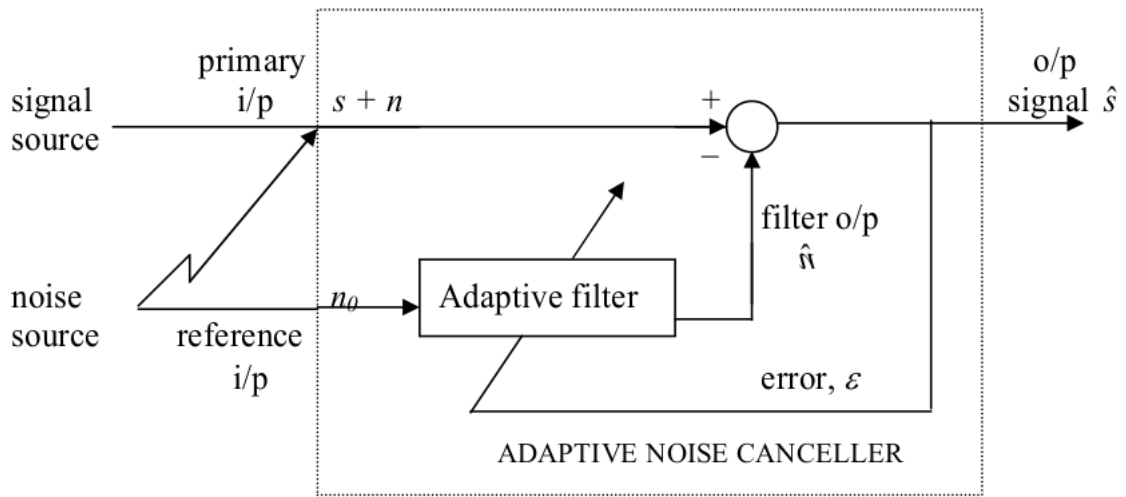 primary
i/p
signal
source
s + n
+
–
o/p
signal ŝ
filter o/p
n̂
noise
source
n₀
Adaptive filter
reference
i/p
error, ε
ADAPTIVE NOISE CANCELLER